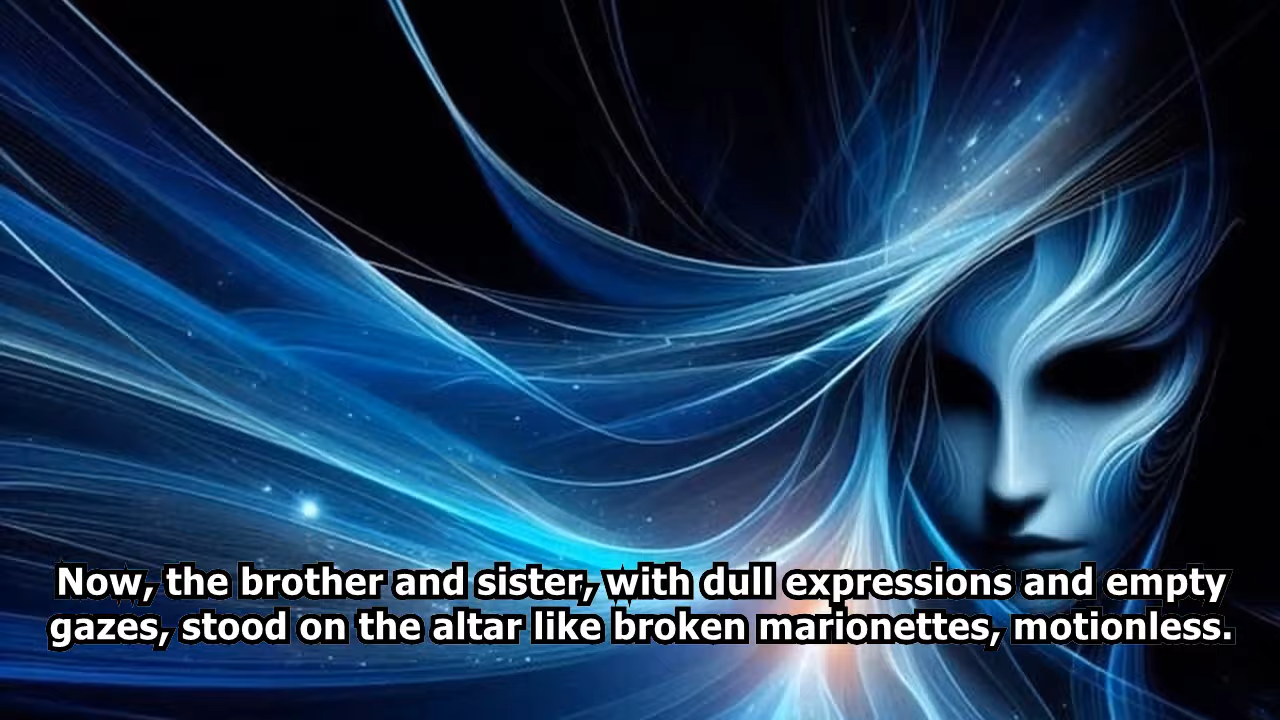 Now, the brother and sister, with dull expressions and empty
gazes, stood on the altar like broken marionettes, motionless.